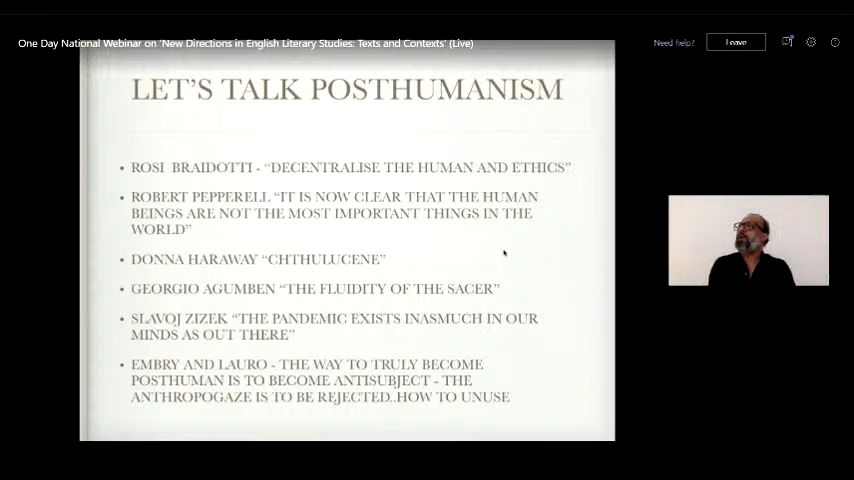 One Day National Webinar on 'New Directions in English Literary Studies: Texts and Contexts' (Live)
Need help?
Leave
LET'S TALK POSTHUMANISM
• ROSI BRAIDOTTI - "DECENTRALISE THE HUMAN AND ETHICS"
• ROBERT PEPPERELL "IT IS NOW CLEAR THAT THE HUMAN
BEINGS ARE NOT THE MOST IMPORTANT THINGS IN THE
WORLD"
• DONNA HARAWAY "CHTHULUCENE"
• GEORGIO AGUMBEN "THE FLUIDITY OF THE SACER"
• SLAVOJ ZIZEK "THE PANDEMIC EXISTS INASMUCH IN OUR
MINDS AS OUT THERE"
• EMBRY AND LAURO - THE WAY TO TRULY BECOME
POSTHUMAN IS TO BECOME ANTISUBJECT - THE
ANTHROPOGAZE IS TO BE REJECTED..HOW TO UNUSE